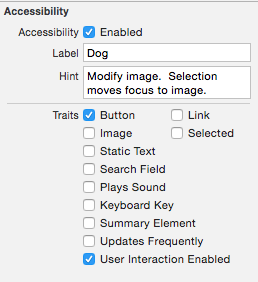 Accessibility
Accessibility Enabled
Label Dog
Hint Modify image.  Selection
moves focus to image.
Traits Button Link
Image Selected
Static Text
Search Field
Plays Sound
Keyboard Key
Summary Element
Updates Frequently
User Interaction Enabled